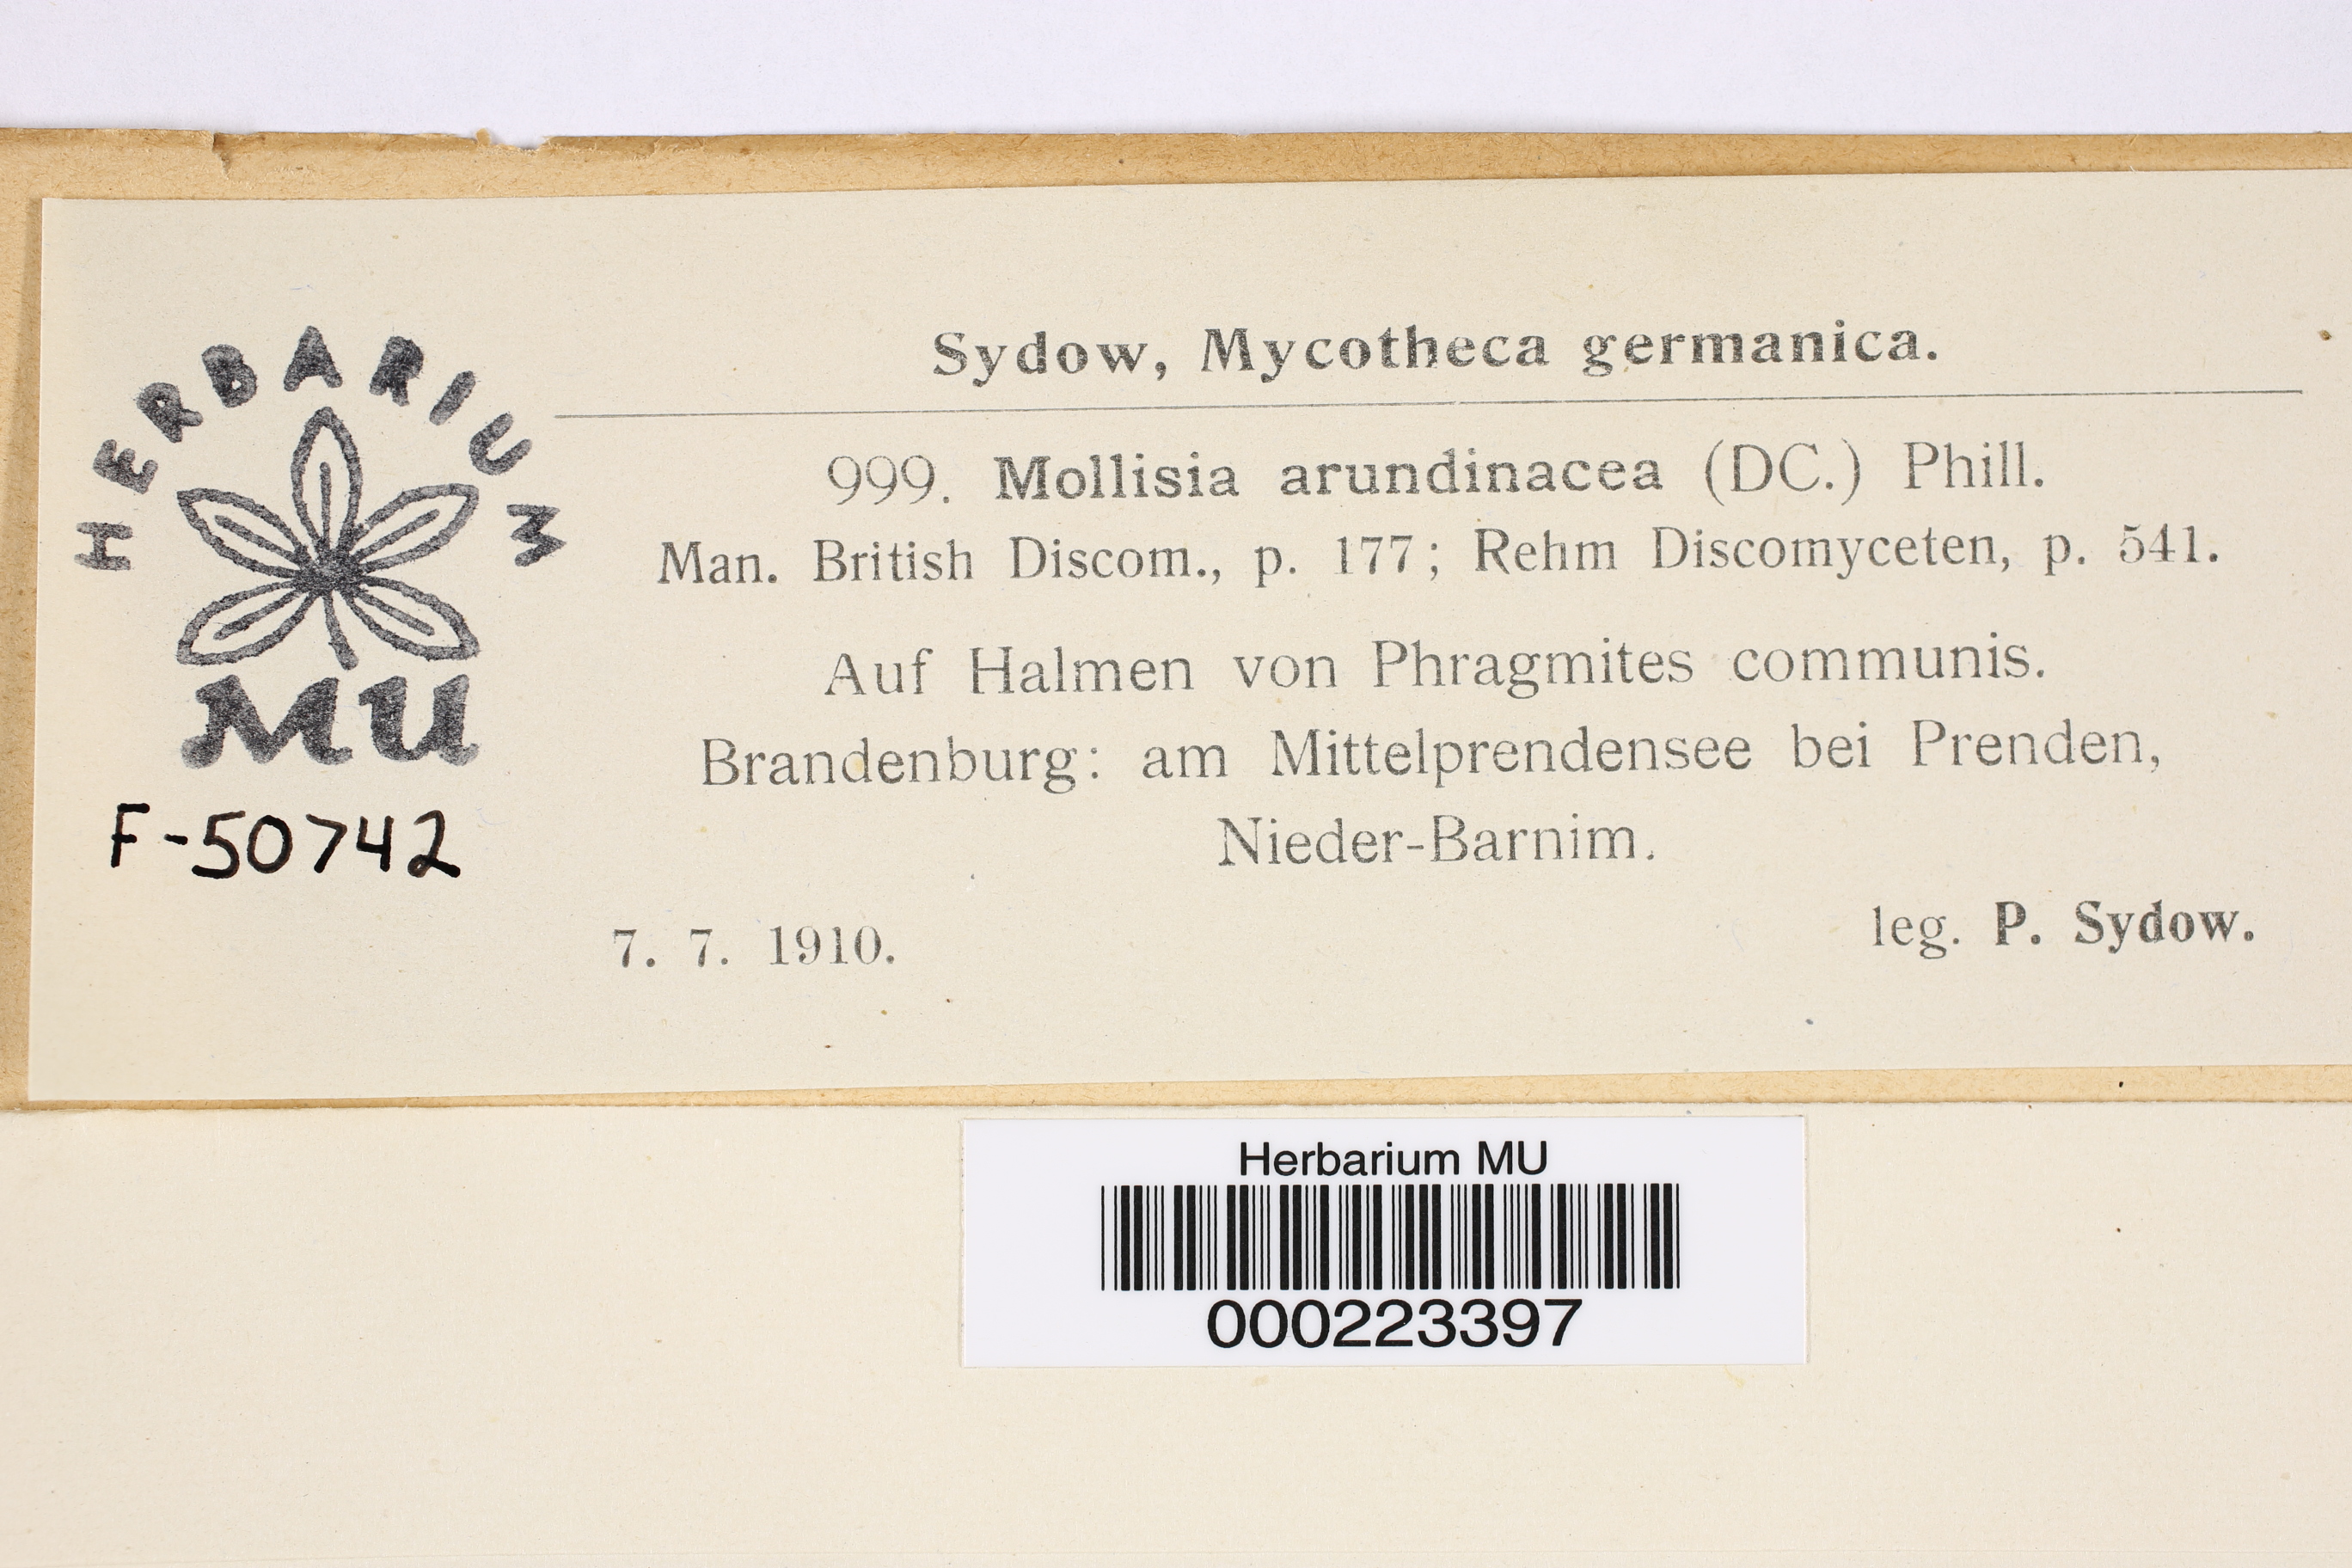 HERBARIUM
MU
F-50742
Sydow, Mycotheca germanica.
999. Mollisia arundinacea (DC.) Phill.
Man. British Discom., p. 177; Rehm Discomyceten, p. 541.
Auf Halmen von Phragmites communis.
Brandenburg: am Mittelprendensee bei Prenden,
Nieder-Barnim.
7. 7. 1910.
leg. P. Sydow.
Herbarium MU
000223397